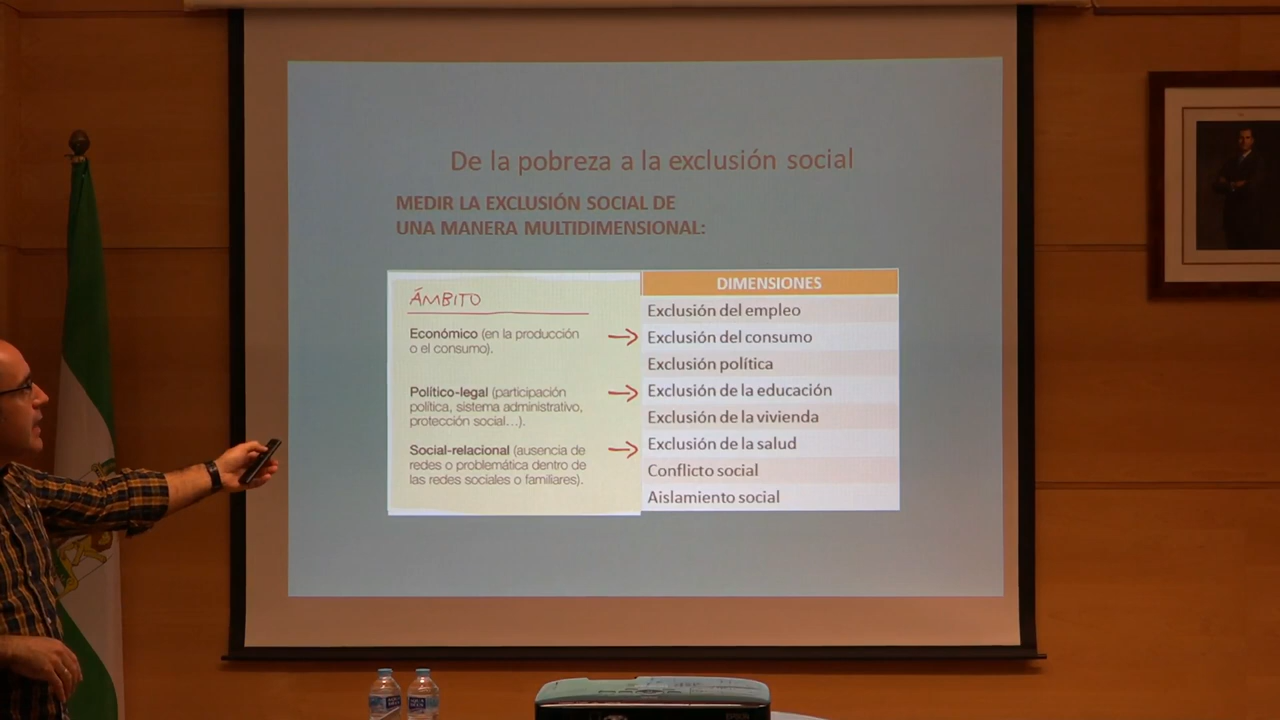 De la pobreza a la exclusión social
MEDIR LA EXCLUSIÓN SOCIAL DE
UNA MANERA MULTIDIMENSIONAL:
ÁMBITO
Económico (en la producción
o el consumo).
Político-legal (participación
política, sistema administrativo,
protección social...).
Social-relacional (ausencia de
redes o problemática dentro de
las redes sociales o familiares).
DIMENSIONES
Exclusión del empleo
Exclusión del consumo
Exclusión política
Exclusión de la educación
Exclusión de la vivienda
Exclusión de la salud
Conflicto social
Aislamiento social